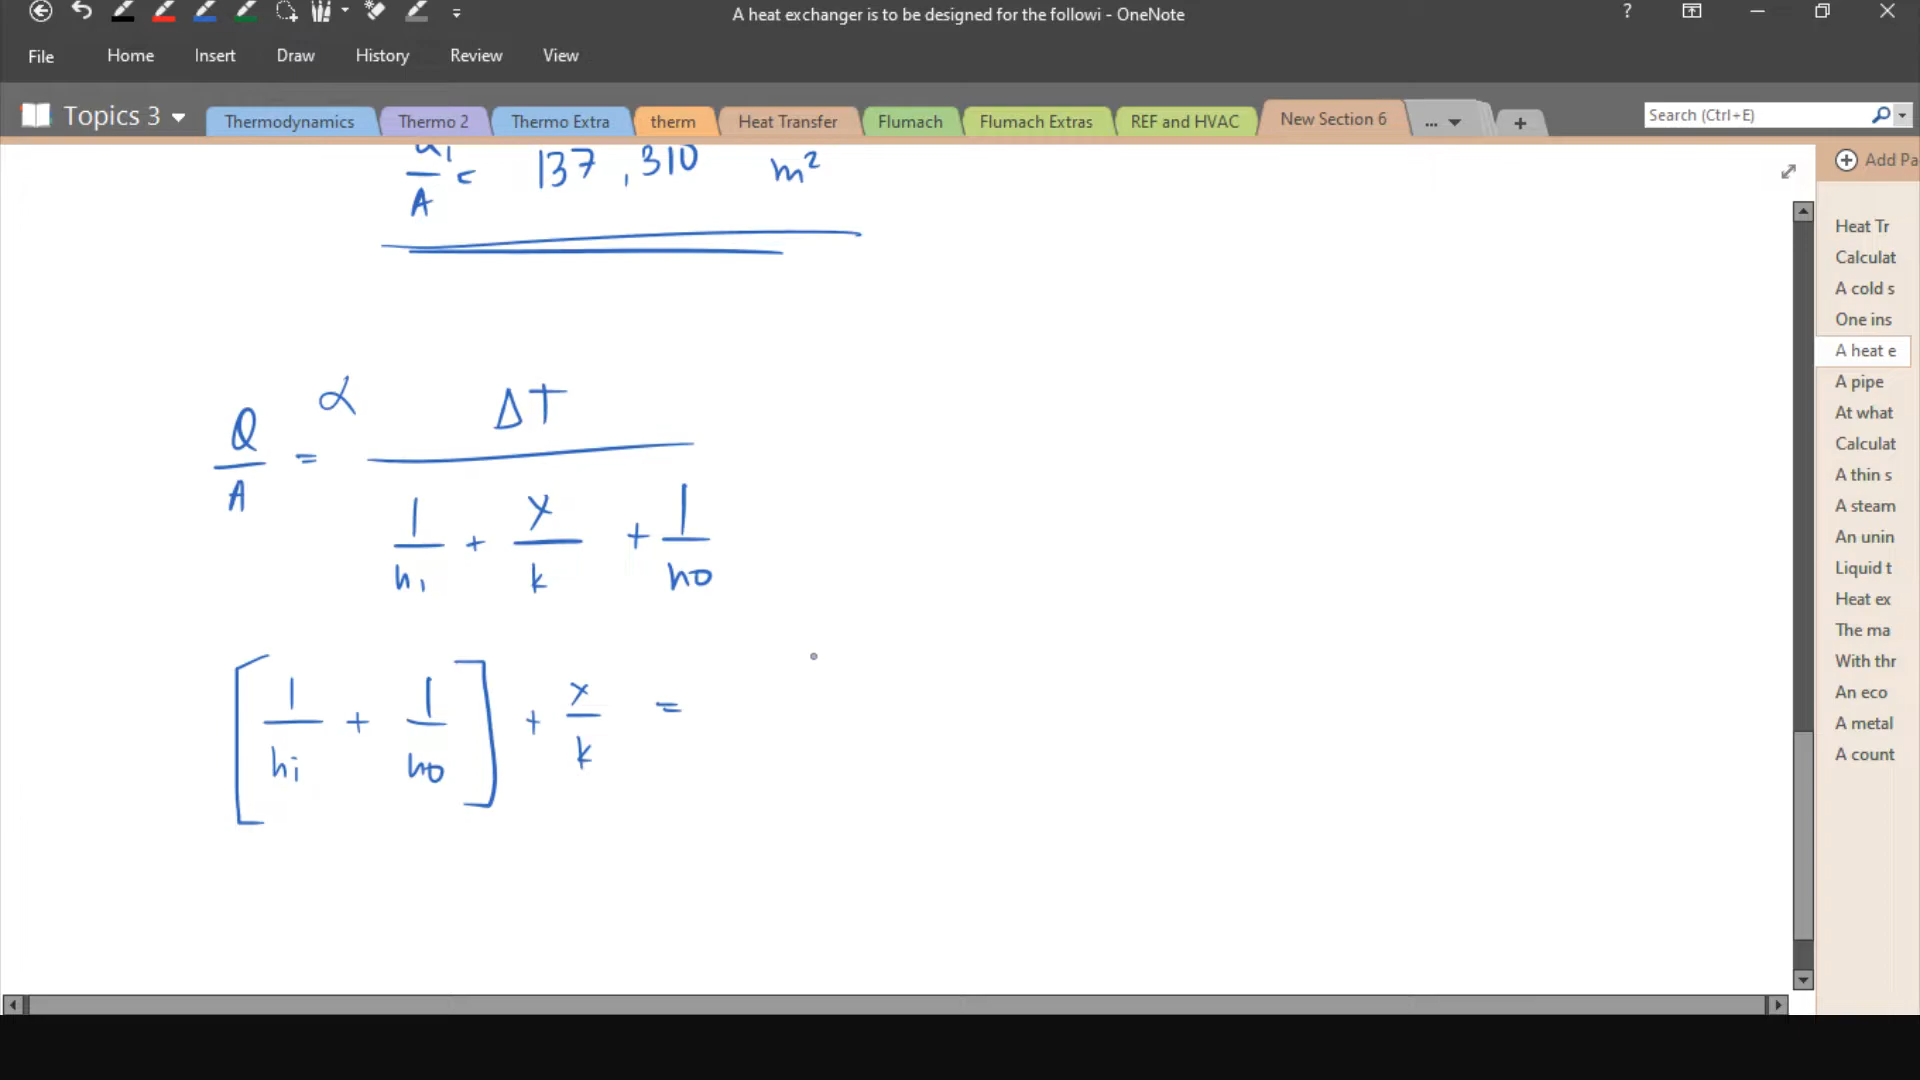 A heat exchanger is to be designed for the followi - OneNote
?
File Home Insert Draw History Review View
Topics 3
Thermodynamics Thermo 2 Thermo Extra therm Heat Transfer Flumach Flumach Extras REF and HVAC New Section 6 ... +
Search (Ctrl+E)
Add Pa
Heat Tr
Calculat
A cold s
One ins
A heat e
A pipe
At what
Calculat
A thin s
A steam
An unin
Liquid t
Heat ex
The ma
With thr
An eco
A metal
A count
A = 137,310 m²
Q/A = α ΔT / (1/hi + x/k + 1/ho)
[1/hi + 1/ho] + x/k =